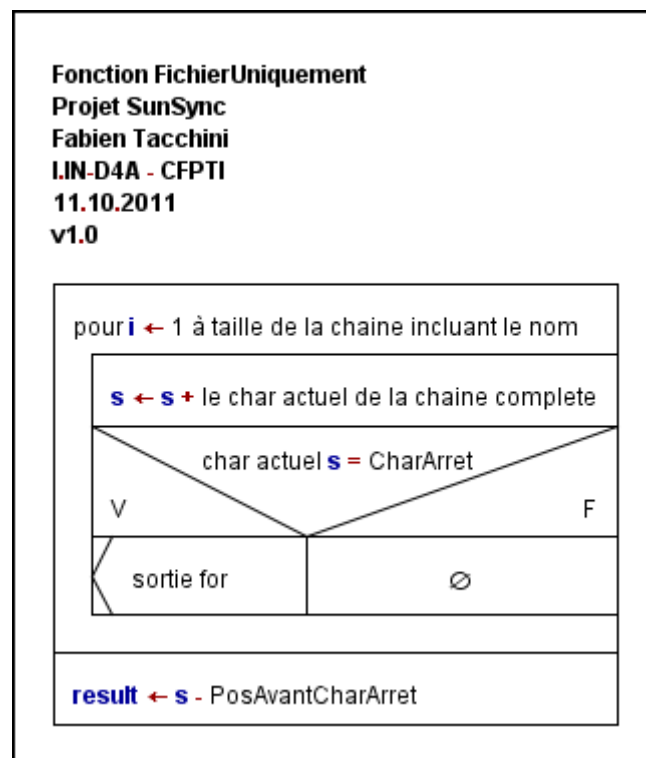 Fonction FichierUniquement
Projet SunSync
Fabien Tacchini
I.IN-D4A - CFPTI
11.10.2011
v1.0
pour i ← 1 à taille de la chaine incluant le nom
s ← s + le char actuel de la chaine complete
char actuel s = CharArret
V F
sortie for ∅
result ← s - PosAvantCharArret